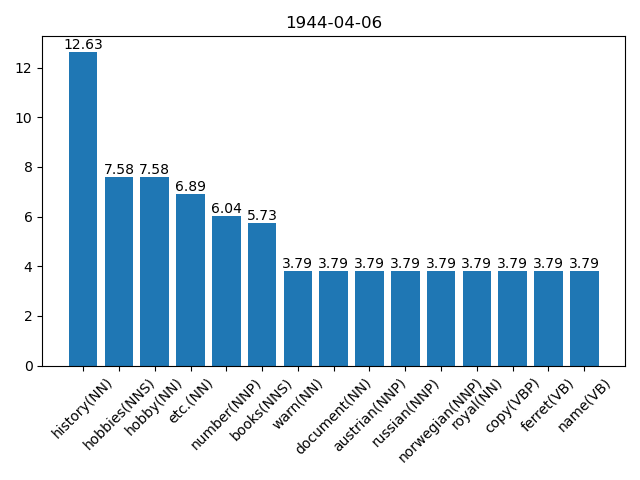 1944-04-06
12.63
7.58 7.58
6.89
6.04
5.73
3.79 3.79 3.79 3.79 3.79 3.79 3.79 3.79 3.79
12
10
8
6
4
2
0
history(NN)
hobbies(NNS)
hobby(NN)
etc.(NN)
number(NNP)
books(NNS)
warn(NN)
document(NN)
austrian(NNP)
russian(NNP)
norwegian(NNP)
royal(NN)
copy(VBP)
ferret(VB)
name(VB)